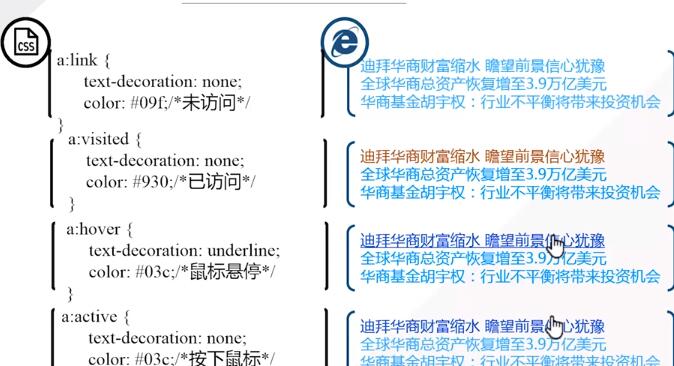 CSS
a:link {
text-decoration: none;
color: #09f;/*未访问*/
}
迪拜华商财富缩水 瞻望前景信心犹豫
全球华商总资产恢复增至3.9万亿美元
华商基金胡宇权：行业不平衡将带来投资机会
a:visited {
text-decoration: none;
color: #930;/*已访问*/
}
迪拜华商财富缩水 瞻望前景信心犹豫
全球华商总资产恢复增至3.9万亿美元
华商基金胡宇权：行业不平衡将带来投资机会
a:hover {
text-decoration: underline;
color: #03c;/*鼠标悬停*/
}
迪拜华商财富缩水 瞻望前景信心犹豫
全球华商总资产恢复增至3.9万亿美元
华商基金胡宇权：行业不平衡将带来投资机会
a:active {
text-decoration: none;
color: #03c;/*按下鼠标*/
迪拜华商财富缩水 瞻望前景信心犹豫
全球华商总资产恢复增至3.9万亿美元
华商基金胡宇权：行业不平衡将带来投资机会